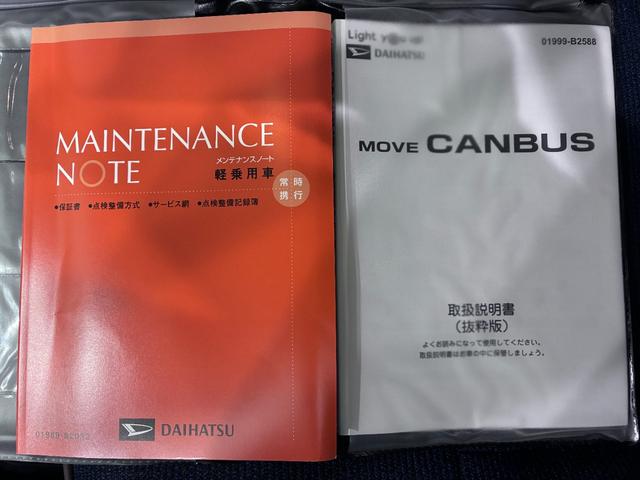 MAINTENANCE
NOTE
メンテナンスノート
軽乗用車
常時
携行
●保証書 ●点検整備方式 ●サービス網 ●点検整備記録簿
DAIHATSU
Light you up
01999-B2588
DAIHATSU
MOVE CANBUS
取扱説明書
(抜粋版)
よくお読みになって使用してください。
取扱説明書はお車の中に保管しましょう。